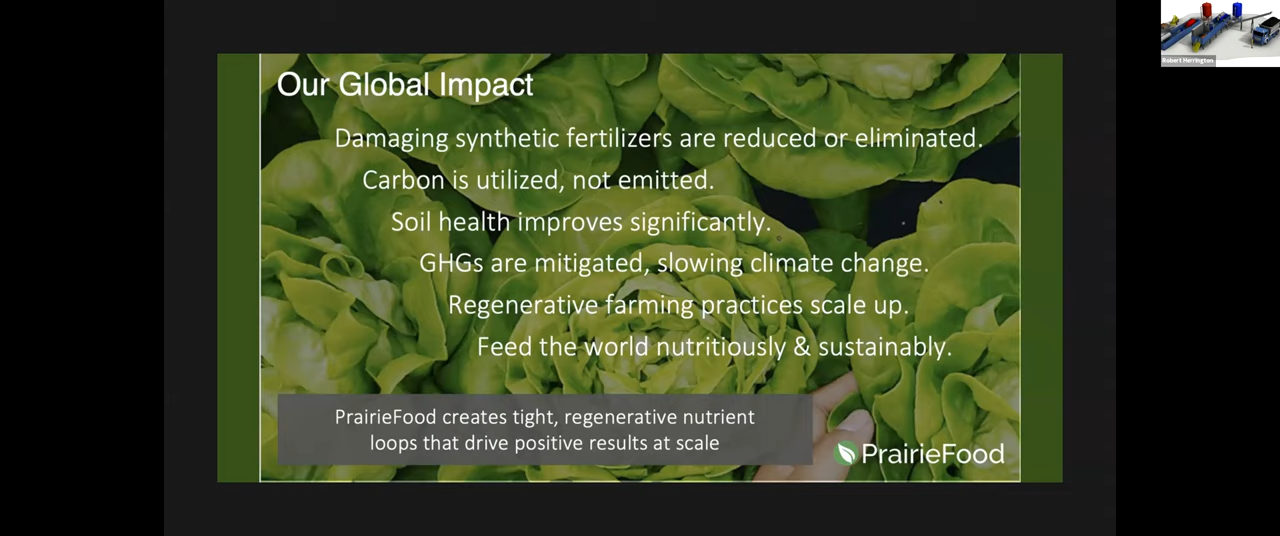 Our Global Impact
Damaging synthetic fertilizers are reduced or eliminated.
Carbon is utilized, not emitted.
Soil health improves significantly.
GHGs are mitigated, slowing climate change.
Regenerative farming practices scale up.
Feed the world nutritiously & sustainably.
PrairieFood creates tight, regenerative nutrient
loops that drive positive results at scale
PrairieFood
Robert Herrington